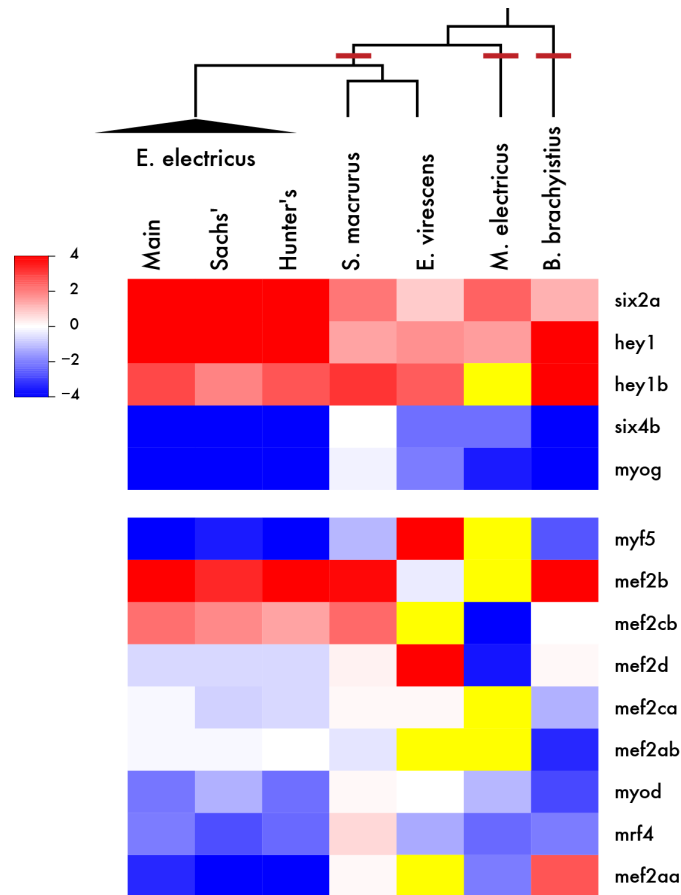 E. electricus
Main
Sachs'
Hunter's
S. macrurus
E. virescens
M. electricus
B. brachyistius
4
2
0
−2
−4
six2a
hey1
hey1b
six4b
myog
myf5
mef2b
mef2cb
mef2d
mef2ca
mef2ab
myod
mrf4
mef2aa